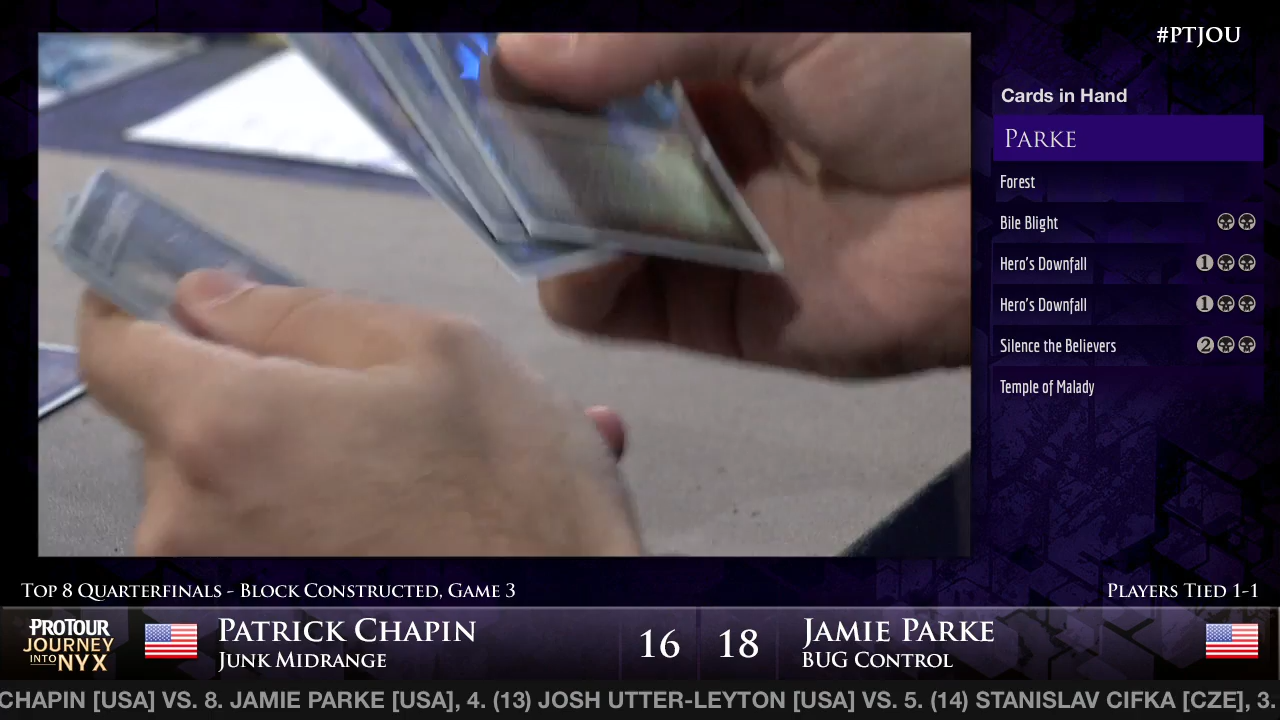 #PTJOU
Cards in Hand
PARKE
Forest
Bile Blight
Hero's Downfall 1
Hero's Downfall 1
Silence the Believers 2
Temple of Malady
TOP 8 QUARTERFINALS - BLOCK CONSTRUCTED, GAME 3
PLAYERS TIED 1-1
PROTOUR
JOURNEY
INTO NYX
PATRICK CHAPIN
JUNK MIDRANGE
16
18
JAMIE PARKE
BUG CONTROL
CHAPIN [USA] VS. 8. JAMIE PARKE [USA], 4. (13) JOSH UTTER-LEYTON [USA] VS. 5. (14) STANISLAV CIFKA [CZE], 3.